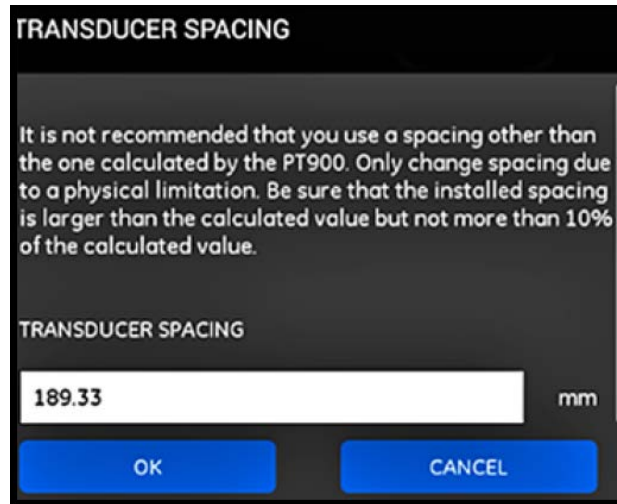 TRANSDUCER SPACING
It is not recommended that you use a spacing other than
the one calculated by the PT900. Only change spacing due
to a physical limitation. Be sure that the installed spacing
is larger than the calculated value but not more than 10%
of the calculated value.
TRANSDUCER SPACING
189.33 mm
OK CANCEL